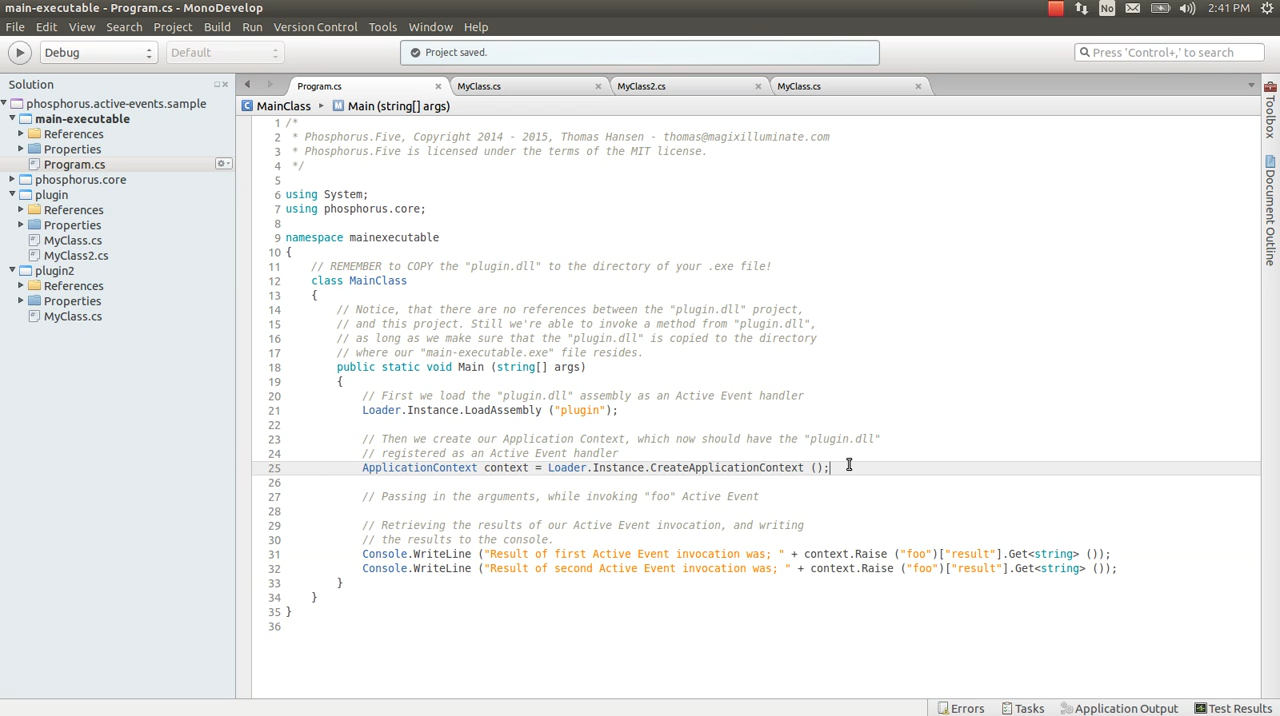 main-executable - Program.cs - MonoDevelop
No
2:41 PM
File Edit View Search Project Build Run Version Control Tools Window Help
Debug
Default
Project saved.
Press 'Control+,' to search
Solution
phosphorus.active-events.sample
main-executable
References
Properties
Program.cs
phosphorus.core
plugin
References
Properties
MyClass.cs
MyClass2.cs
plugin2
References
Properties
MyClass.cs
Program.cs
MyClass.cs
MyClass2.cs
MyClass.cs
MainClass
Main (string[] args)
1 /*
2 * Phosphorus.Five, Copyright 2014 - 2015, Thomas Hansen - thomas@magixilluminate.com
3 * Phosphorus.Five is licensed under the terms of the MIT license.
4 */
5
6 using System;
7 using phosphorus.core;
8
9 namespace mainexecutable
10 {
11 // REMEMBER to COPY the "plugin.dll" to the directory of your .exe file!
12 class MainClass
13 {
14 // Notice, that there are no references between the "plugin.dll" project,
15 // and this project. Still we're able to invoke a method from "plugin.dll",
16 // as long as we make sure that the "plugin.dll" is copied to the directory
17 // where our "main-executable.exe" file resides.
18 public static void Main (string[] args)
19 {
20 // First we load the "plugin.dll" assembly as an Active Event handler
21 Loader.Instance.LoadAssembly ("plugin");
22
23 // Then we create our Application Context, which now should have the "plugin.dll"
24 // registered as an Active Event handler
25 ApplicationContext context = Loader.Instance.CreateApplicationContext ();
26
27 // Passing in the arguments, while invoking "foo" Active Event
28
29 // Retrieving the results of our Active Event invocation, and writing
30 // the results to the console.
31 Console.WriteLine ("Result of first Active Event invocation was; " + context.Raise ("foo")["result"].Get<string> ());
32 Console.WriteLine ("Result of second Active Event invocation was; " + context.Raise ("foo")["result"].Get<string> ());
33 }
34 }
35 }
36
Toolbox
Document Outline
Errors
Tasks
Application Output
Test Results